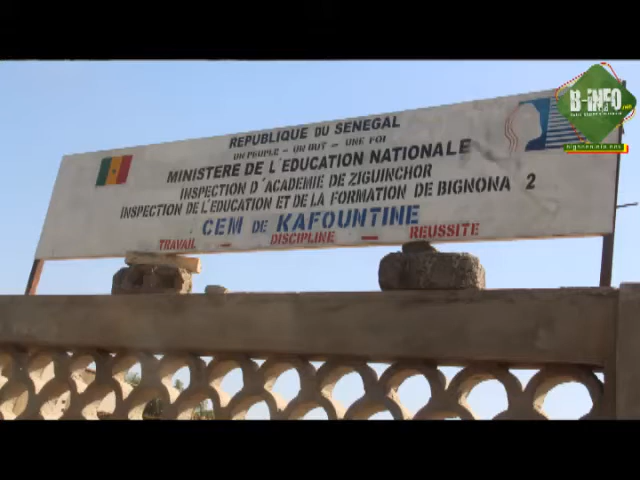 REPUBLIQUE DU SENEGAL
UN PEUPLE - UN BUT - UNE FOI
MINISTERE DE L'EDUCATION NATIONALE
INSPECTION D'ACADEMIE DE ZIGUINCHOR
INSPECTION DE L'EDUCATION ET DE LA FORMATION DE BIGNONA 2
CEM DE KAFOUNTINE
TRAVAIL - DISCIPLINE - REUSSITE
B-INFO